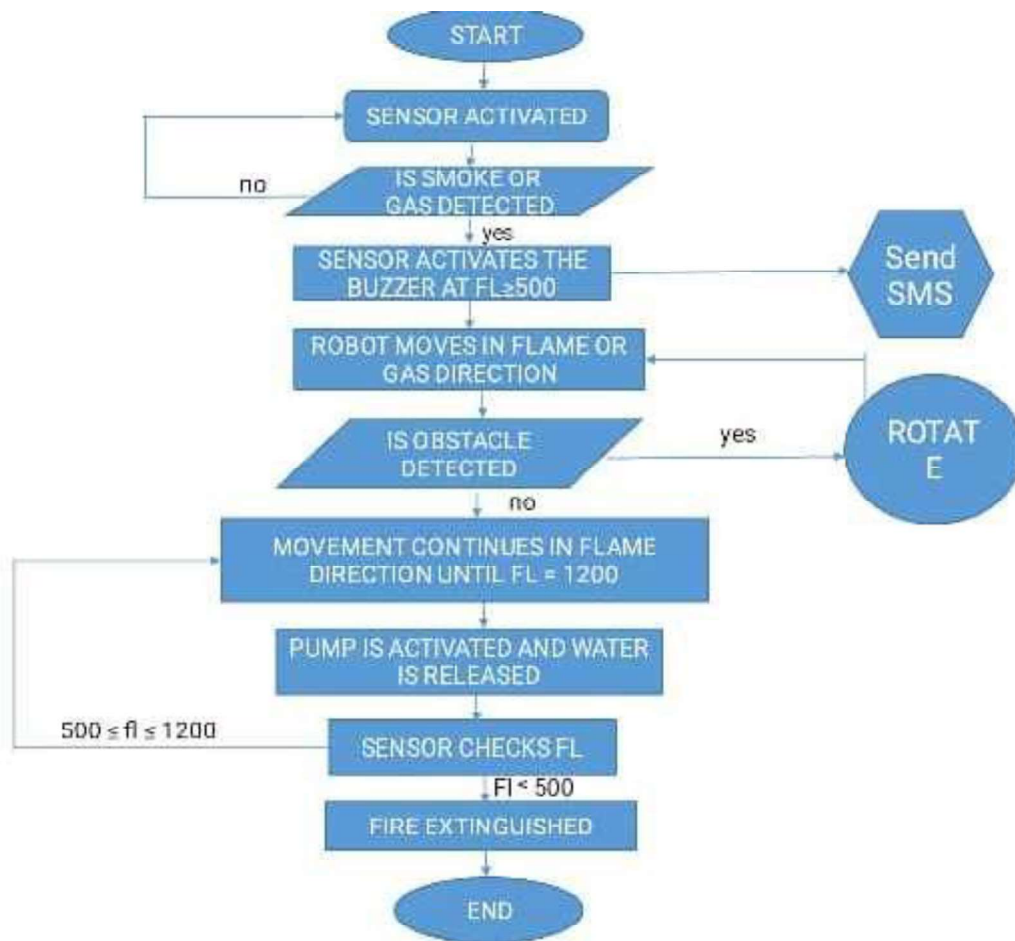 START
SENSOR ACTIVATED
IS SMOKE OR
GAS DETECTED
no
yes
SENSOR ACTIVATES THE
BUZZER AT FL≥500
Send
SMS
ROBOT MOVES IN FLAME OR
GAS DIRECTION
IS OBSTACLE
DETECTED
yes
ROTAT
E
no
MOVEMENT CONTINUES IN FLAME
DIRECTION UNTIL FL = 1200
PUMP IS ACTIVATED AND WATER
IS RELEASED
500 ≤ fl ≤ 1200
SENSOR CHECKS FL
Fl < 500
FIRE EXTINGUISHED
END